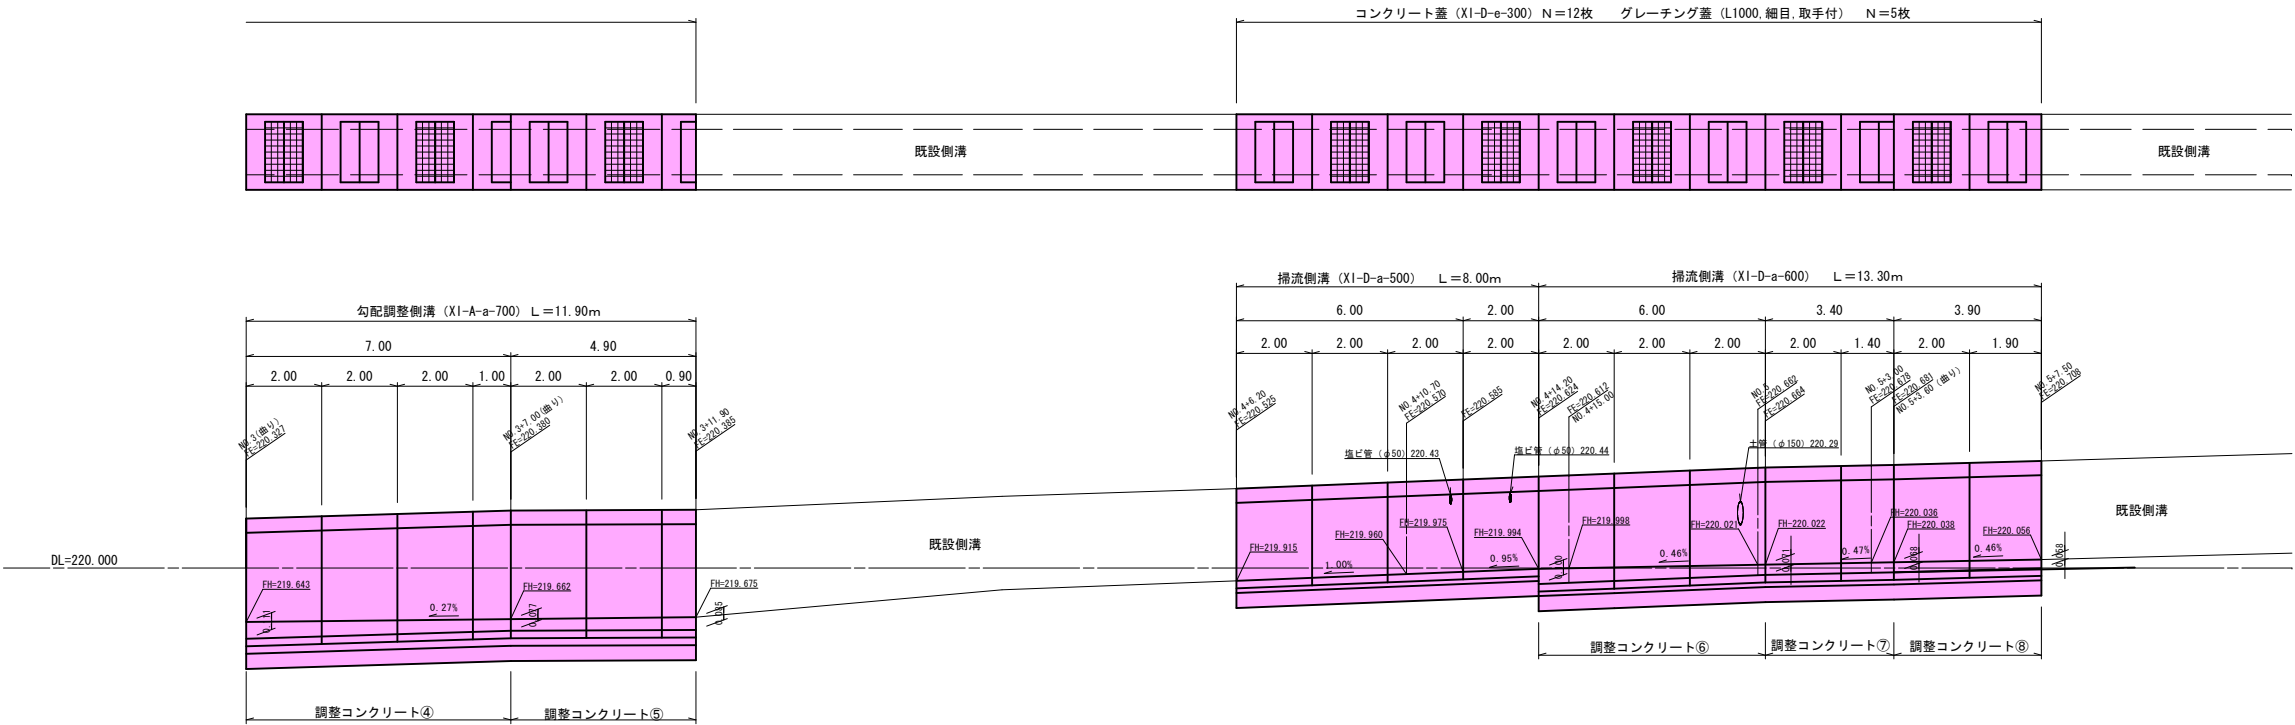 コンクリート蓋（XI-D-e-300）N＝12枚　グレーチング蓋（L1000,細目,取手付）　N＝5枚
既設側溝
既設側溝
掃流側溝（XI-D-a-500）　L＝8.00m
掃流側溝（XI-D-a-600）　L＝13.30m
勾配調整側溝（XI-A-a-700）L＝11.90m
6.00 2.00 6.00 3.40 3.90
7.00 4.90
2.00 2.00 2.00 2.00 2.00 2.00 2.00 2.00 1.40 2.00 1.90
2.00 2.00 2.00 1.00 2.00 2.00 0.90
NO.3(曲り)
FE=220.327
NO.3+7.00(曲り)
FE=220.380
NO.3+11.90
FE=220.385
NO.4+6.20
FE=220.525
NO.4+10.70
FE=220.570
FE=220.585
NO.4+14.20
FE=220.624
FE=220.612
NO.4+15.00
NO.5
FE=220.662
FE=220.664
NO.5+3.00
FE=220.678
FE=220.681
NO.5+3.60（曲り）
NO.5+7.50
FE=220.708
塩ビ管（φ50）220.43
塩ビ管（φ50）220.44
土管（φ150）220.29
既設側溝
既設側溝
DL=220.000
FH=219.643
FH=219.662
FH=219.675
FH=219.915
FH=219.960
FH=219.975
FH=219.994
FH=219.998
FH=220.021
FH=220.022
FH=220.036
FH=220.038
FH=220.056
0.27%
1.00%
0.95%
0.46%
0.47%
0.46%
0.100
0.071
0.068
0.068
0.085
調整コンクリート④
調整コンクリート⑤
調整コンクリート⑥
調整コンクリート⑦
調整コンクリート⑧